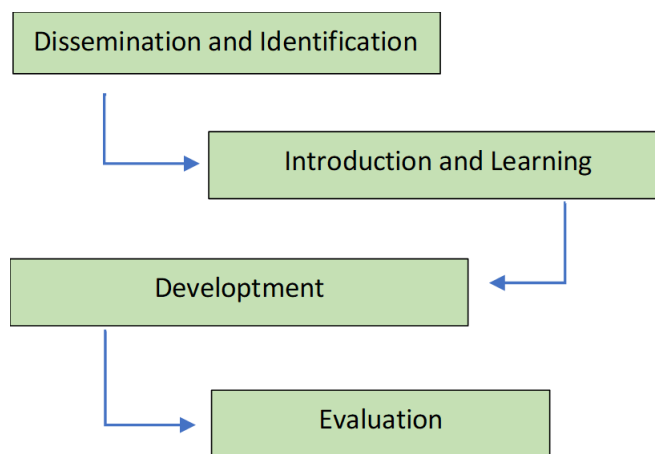 Dissemination and Identification
Introduction and Learning
Developtment
Evaluation